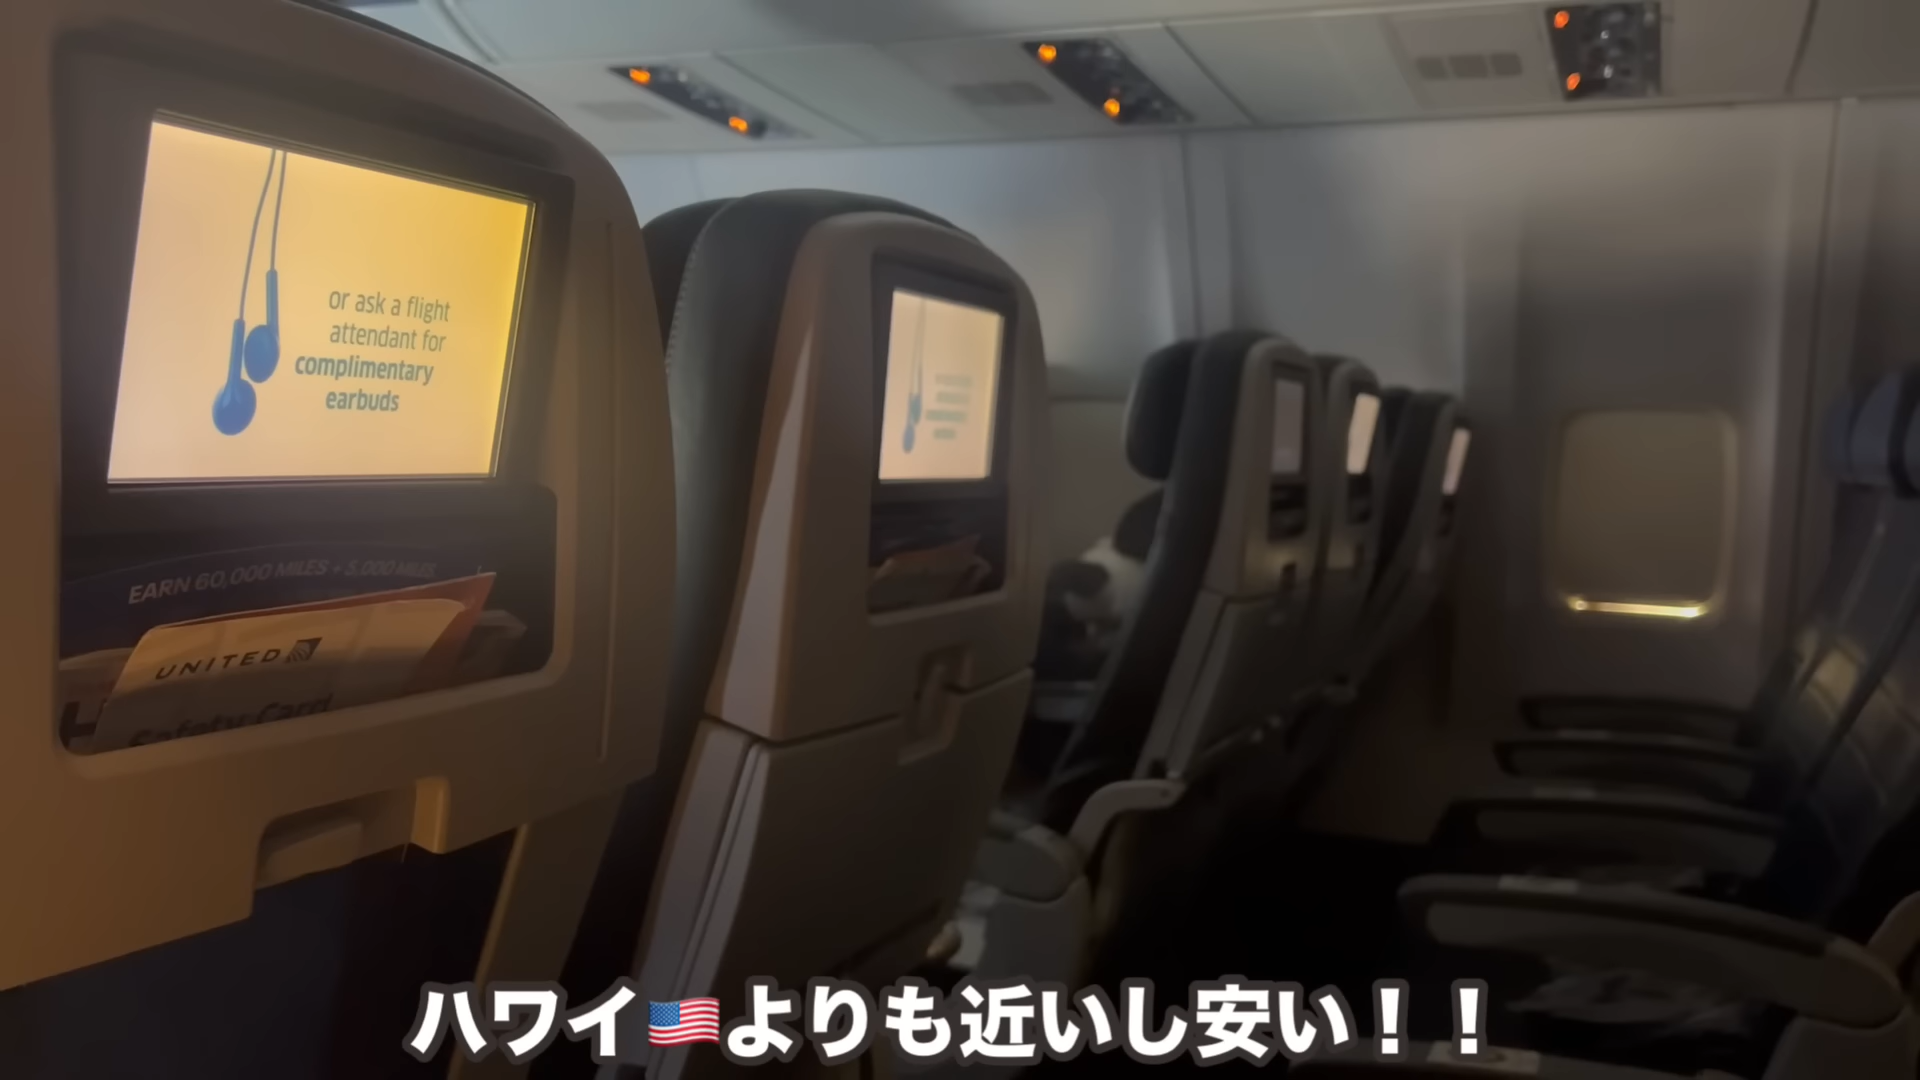 or ask a flight
attendant for
complimentary
earbuds
EARN 60,000 MILES + 5,000 MILES
UNITED
Safety Card
ハワイ🇺🇸よりも近いし安い！！